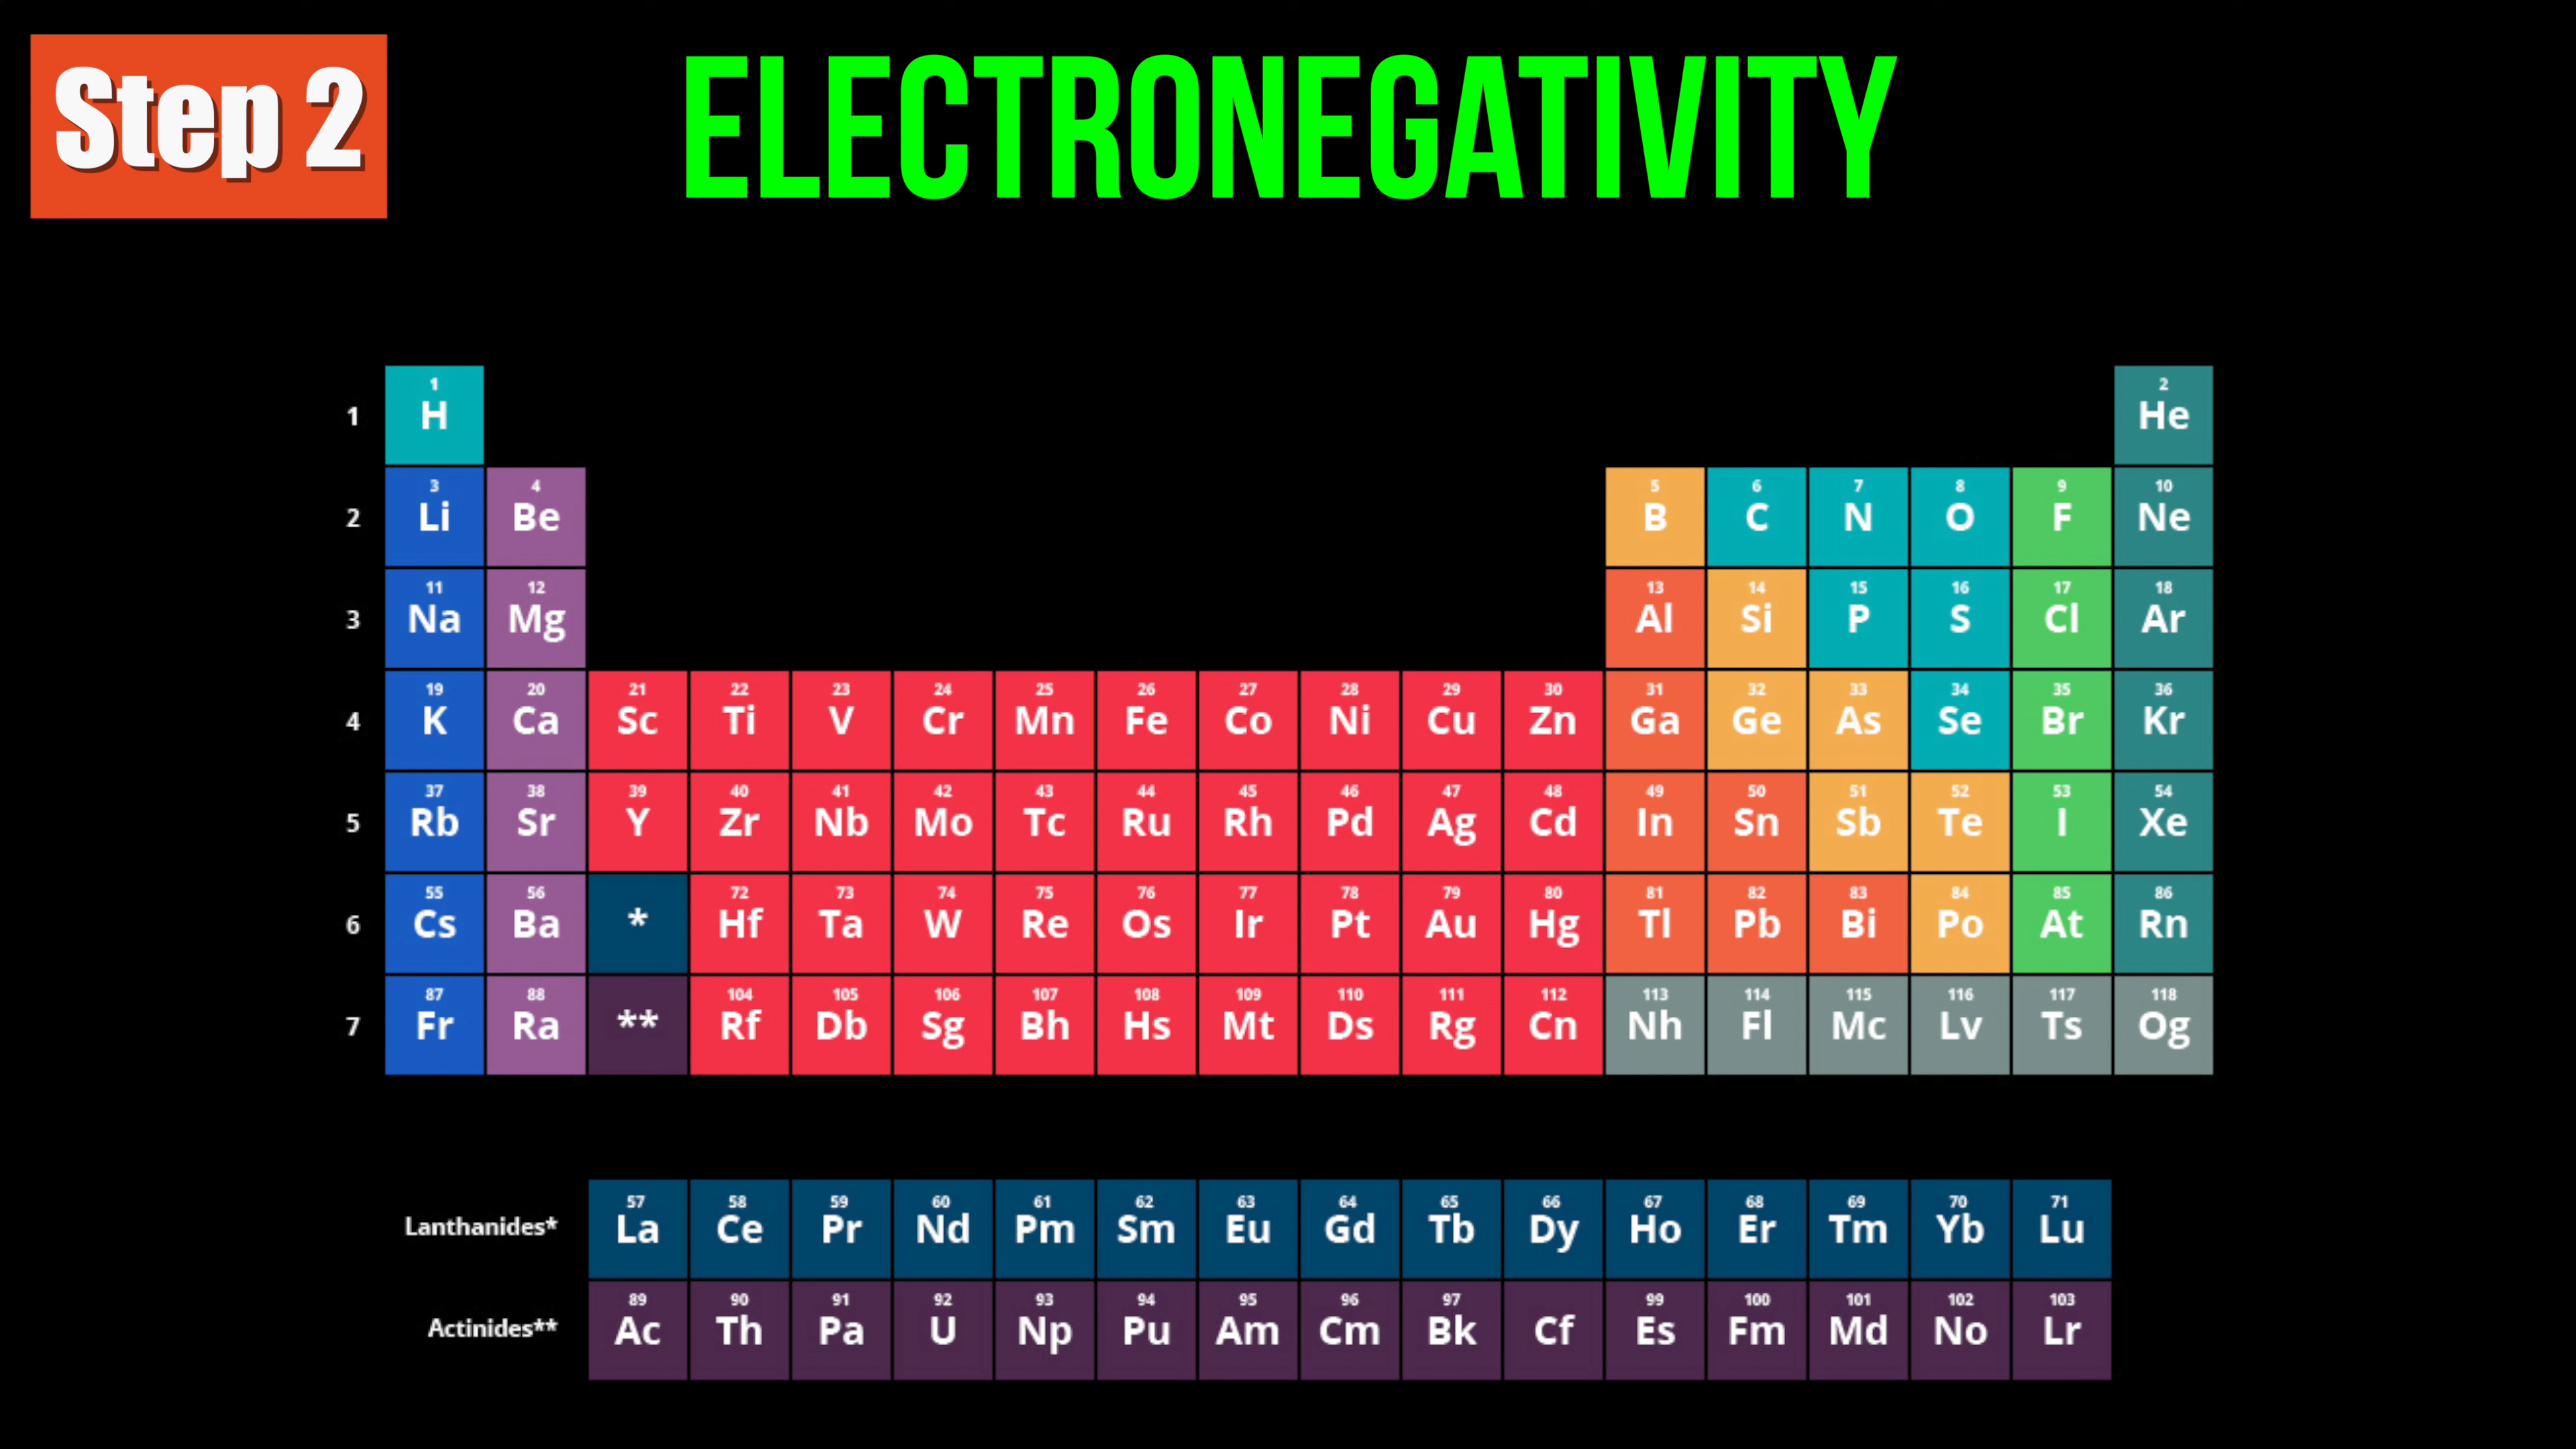 Step 2
ELECTRONEGATIVITY
1 2
1 H He
3 4 5 6 7 8 9 10
2 Li Be B C N O F Ne
11 12 13 14 15 16 17 18
3 Na Mg Al Si P S Cl Ar
19 20 21 22 23 24 25 26 27 28 29 30 31 32 33 34 35 36
4 K Ca Sc Ti V Cr Mn Fe Co Ni Cu Zn Ga Ge As Se Br Kr
37 38 39 40 41 42 43 44 45 46 47 48 49 50 51 52 53 54
5 Rb Sr Y Zr Nb Mo Tc Ru Rh Pd Ag Cd In Sn Sb Te I Xe
55 56 72 73 74 75 76 77 78 79 80 81 82 83 84 85 86
6 Cs Ba * Hf Ta W Re Os Ir Pt Au Hg Tl Pb Bi Po At Rn
87 88 104 105 106 107 108 109 110 111 112 113 114 115 116 117 118
7 Fr Ra ** Rf Db Sg Bh Hs Mt Ds Rg Cn Nh Fl Mc Lv Ts Og
57 58 59 60 61 62 63 64 65 66 67 68 69 70 71
Lanthanides* La Ce Pr Nd Pm Sm Eu Gd Tb Dy Ho Er Tm Yb Lu
89 90 91 92 93 94 95 96 97 99 100 101 102 103
Actinides** Ac Th Pa U Np Pu Am Cm Bk Cf Es Fm Md No Lr